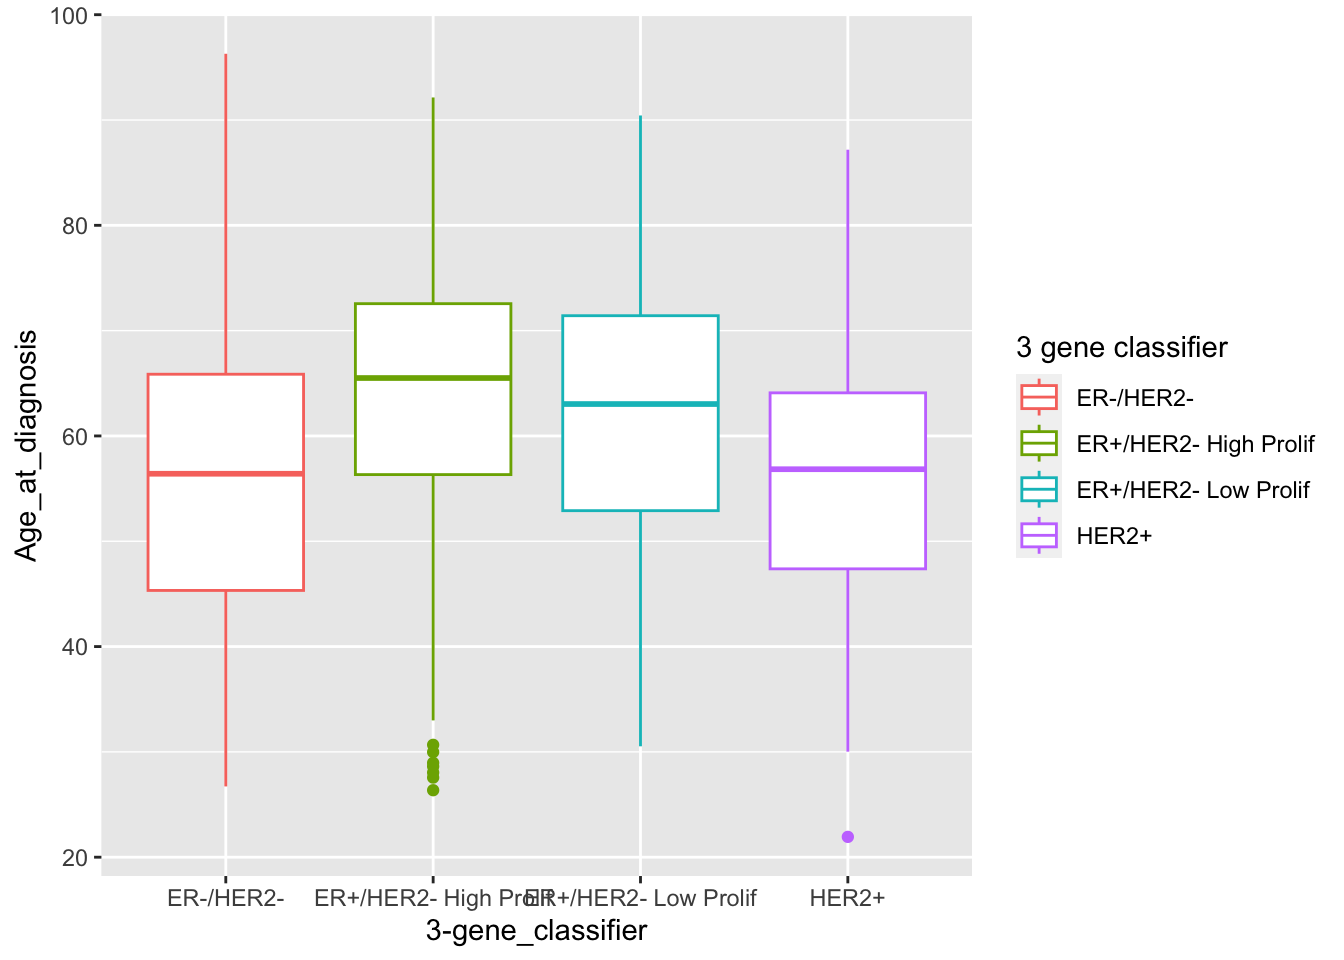 100
80
60
40
20
Age_at_diagnosis
ER-/HER2-
ER+/HER2- High Prolif
ER+/HER2- Low Prolif
HER2+
3-gene_classifier
3 gene classifier
ER-/HER2-
ER+/HER2- High Prolif
ER+/HER2- Low Prolif
HER2+